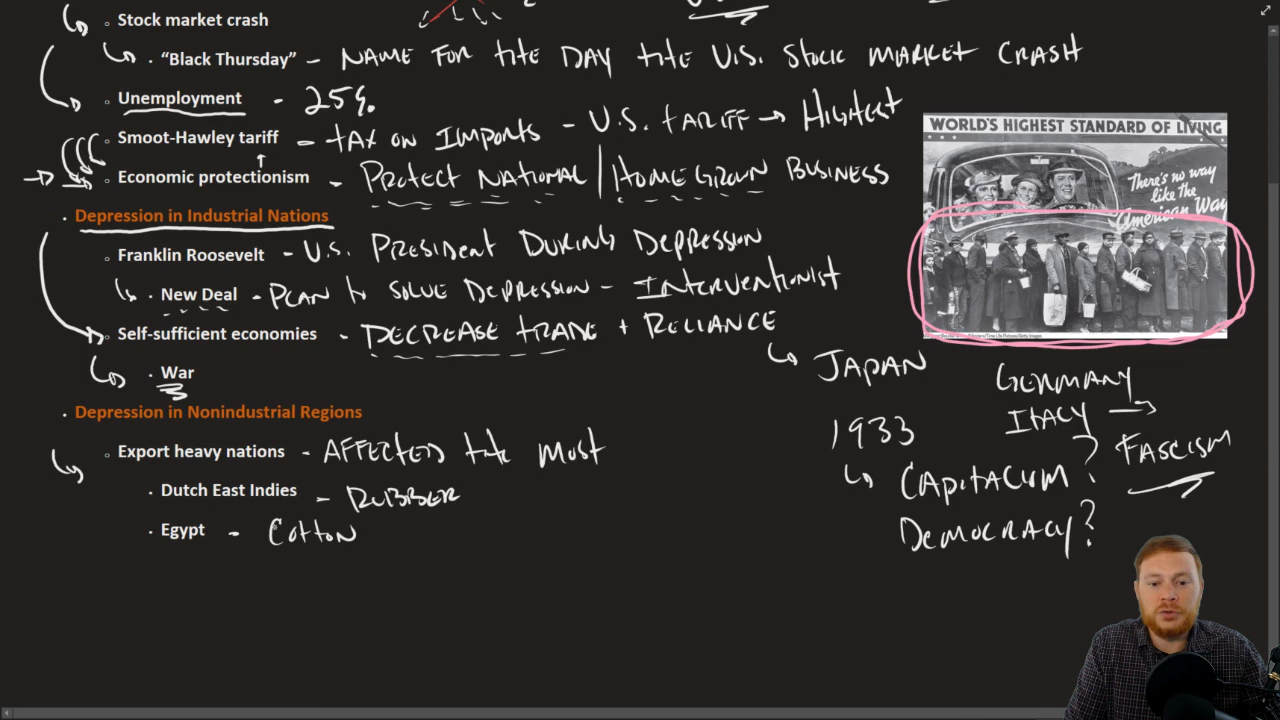 Stock market crash
"Black Thursday" - NAME FOR THE DAY THE U.S. STOCK MARKET CRASH
Unemployment - 25%
Smoot-Hawley tariff - TAX ON IMPORTS - U.S. TARIFF → HIGHEST
Economic protectionism - PROTECT NATIONAL | HOME GROWN BUSINESS
Depression in Industrial Nations
Franklin Roosevelt - U.S. PRESIDENT DURING DEPRESSION
New Deal - PLAN to SOLVE DEPRESSION - INTERVENTIONIST
Self-sufficient economies - DECREASE TRADE + RELIANCE
War
Depression in Nonindustrial Regions
Export heavy nations - AFFECTED THE MOST
Dutch East Indies - RUBBER
Egypt - COTTON
WORLD'S HIGHEST STANDARD OF LIVING
There's no way
like the
American Way
JAPAN
1933
GERMANY
ITALY →
FASCISM
CAPITALISM?
DEMOCRACY?